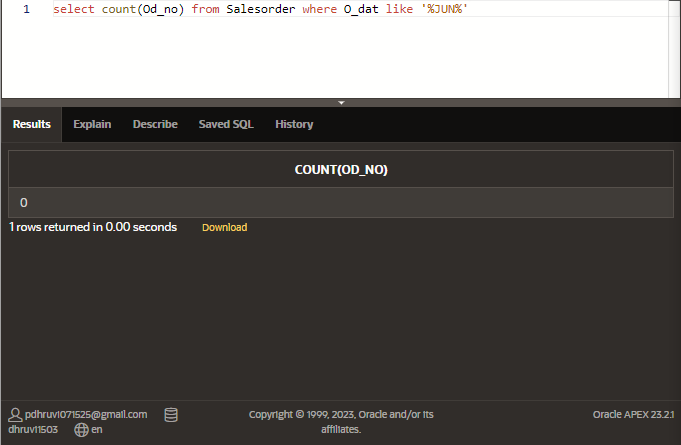 1 select count(Od_no) from Salesorder where O_dat like '%JUN%'
Results Explain Describe Saved SQL History
COUNT(OD_NO)
0
1 rows returned in 0.00 seconds Download
pdhruvi071525@gmail.com
dhruvi1503 en
Copyright © 1999, 2023, Oracle and/or its
affiliates.
Oracle APEX 23.2.1